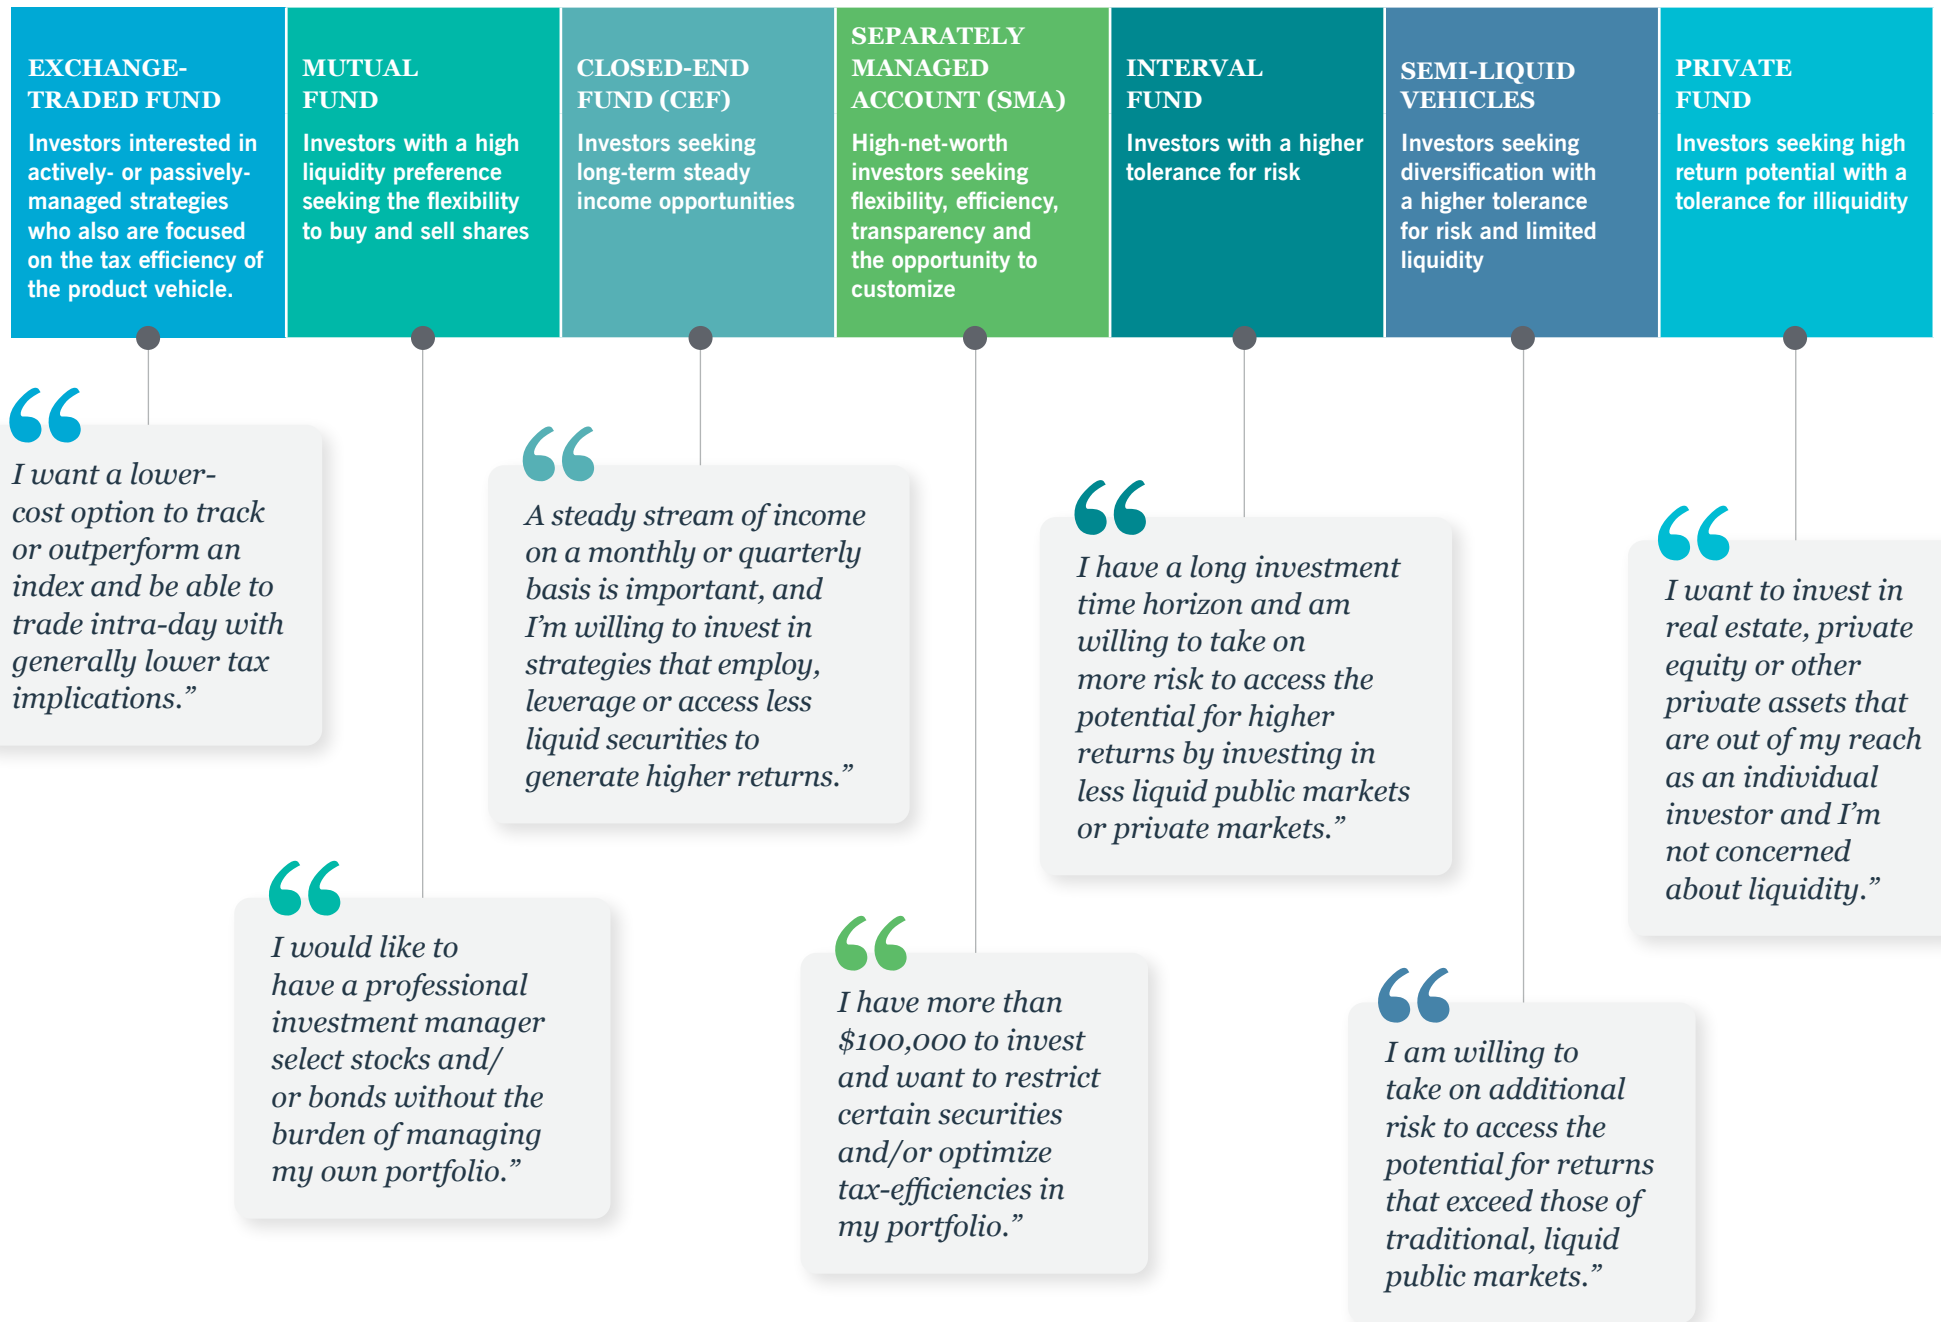 EXCHANGE-
TRADED FUND
Investors interested in
actively- or passively-
managed strategies
who also are focused
on the tax efficiency of
the product vehicle.
MUTUAL
FUND
Investors with a high
liquidity preference
seeking the flexibility
to buy and sell shares
CLOSED-END
FUND (CEF)
Investors seeking
long-term steady
income opportunities
SEPARATELY
MANAGED
ACCOUNT (SMA)
High-net-worth
investors seeking
flexibility, efficiency,
transparency and
the opportunity to
customize
INTERVAL
FUND
Investors with a higher
tolerance for risk
SEMI-LIQUID
VEHICLES
Investors seeking
diversification with
a higher tolerance
for risk and limited
liquidity
PRIVATE
FUND
Investors seeking high
return potential with a
tolerance for illiquidity
“
I want a lower-
cost option to track
or outperform an
index and be able to
trade intra-day with
generally lower tax
implications.”
“
I would like to
have a professional
investment manager
select stocks and/
or bonds without the
burden of managing
my own portfolio.”
“
A steady stream of income
on a monthly or quarterly
basis is important, and
I’m willing to invest in
strategies that employ,
leverage or access less
liquid securities to
generate higher returns.”
“
I have more than
$100,000 to invest
and want to restrict
certain securities
and/or optimize
tax-efficiencies in
my portfolio.”
“
I have a long investment
time horizon and am
willing to take on
more risk to access the
potential for higher
returns by investing in
less liquid public markets
or private markets.”
“
I am willing to
take on additional
risk to access the
potential for returns
that exceed those of
traditional, liquid
public markets.”
“
I want to invest in
real estate, private
equity or other
private assets that
are out of my reach
as an individual
investor and I’m
not concerned
about liquidity.”